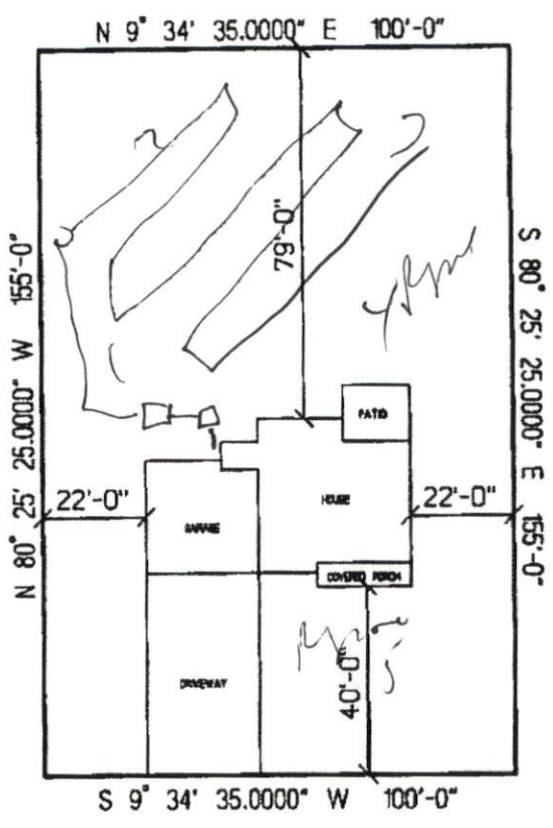 N 9° 34' 35.0000" E 100'-0"
79'-0"
S 80° 25' 25.0000" E 155'-0"
N 80° 25' 25.0000" W 155'-0"
PATIO
22'-0"
HOUSE
22'-0"
GARAGE
COVERED PORCH
DRIVEWAY
40'-0"
S 9° 34' 35.0000" W 100'-0"